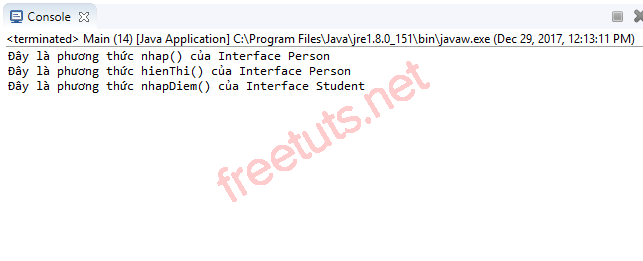 Console
<terminated> Main (14) [Java Application] C:\Program Files\Java\jre1.8.0_151\bin\javaw.exe (Dec 29, 2017, 12:13:11 PM)
Đây là phương thức nhap() của Interface Person
Đây là phương thức hienThi() của Interface Person
Đây là phương thức nhapDiem() của Interface Student
freetuts.net